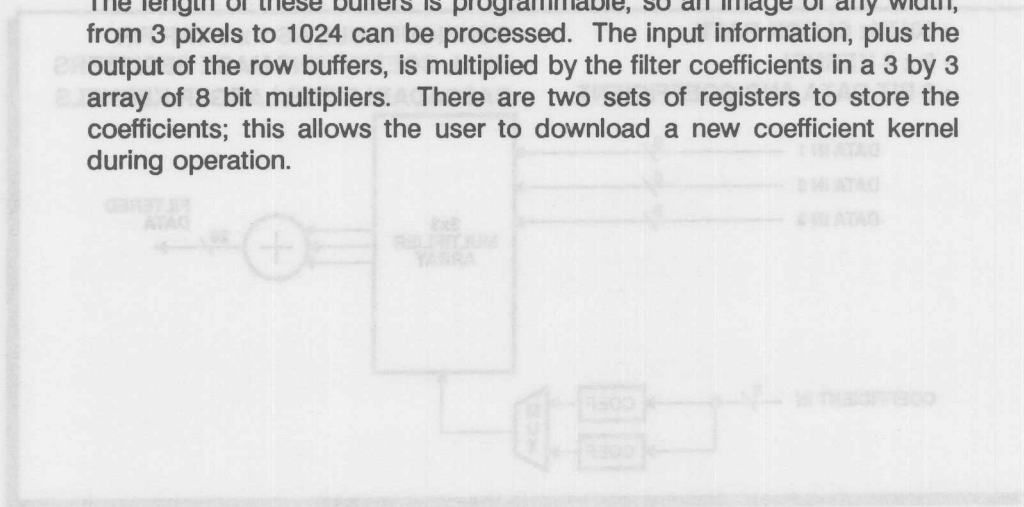 The length of these buffers is programmable, so an image of any width,
from 3 pixels to 1024 can be processed. The input information, plus the
output of the row buffers, is multiplied by the filter coefficients in a 3 by 3
array of 8 bit multipliers. There are two sets of registers to store the
coefficients; this allows the user to download a new coefficient kernel
during operation.
DATA IN 1
DATA IN 2
DATA IN 3
FILTERED
DATA
3x3
MULTIPLIER
ARRAY
COEFFICIENT IN
COEF
MUX
COEF